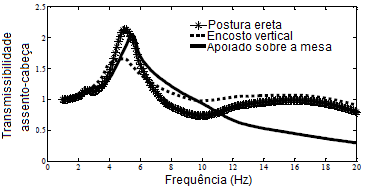 2.5
2
1.5
1
0.5
0
Postura ereta
Encosto vertical
Apoiado sobre a mesa
Transmissibilidade
assento-cabeça
0 2 4 6 8 10 12 14 16 18 20
Frequência (Hz)